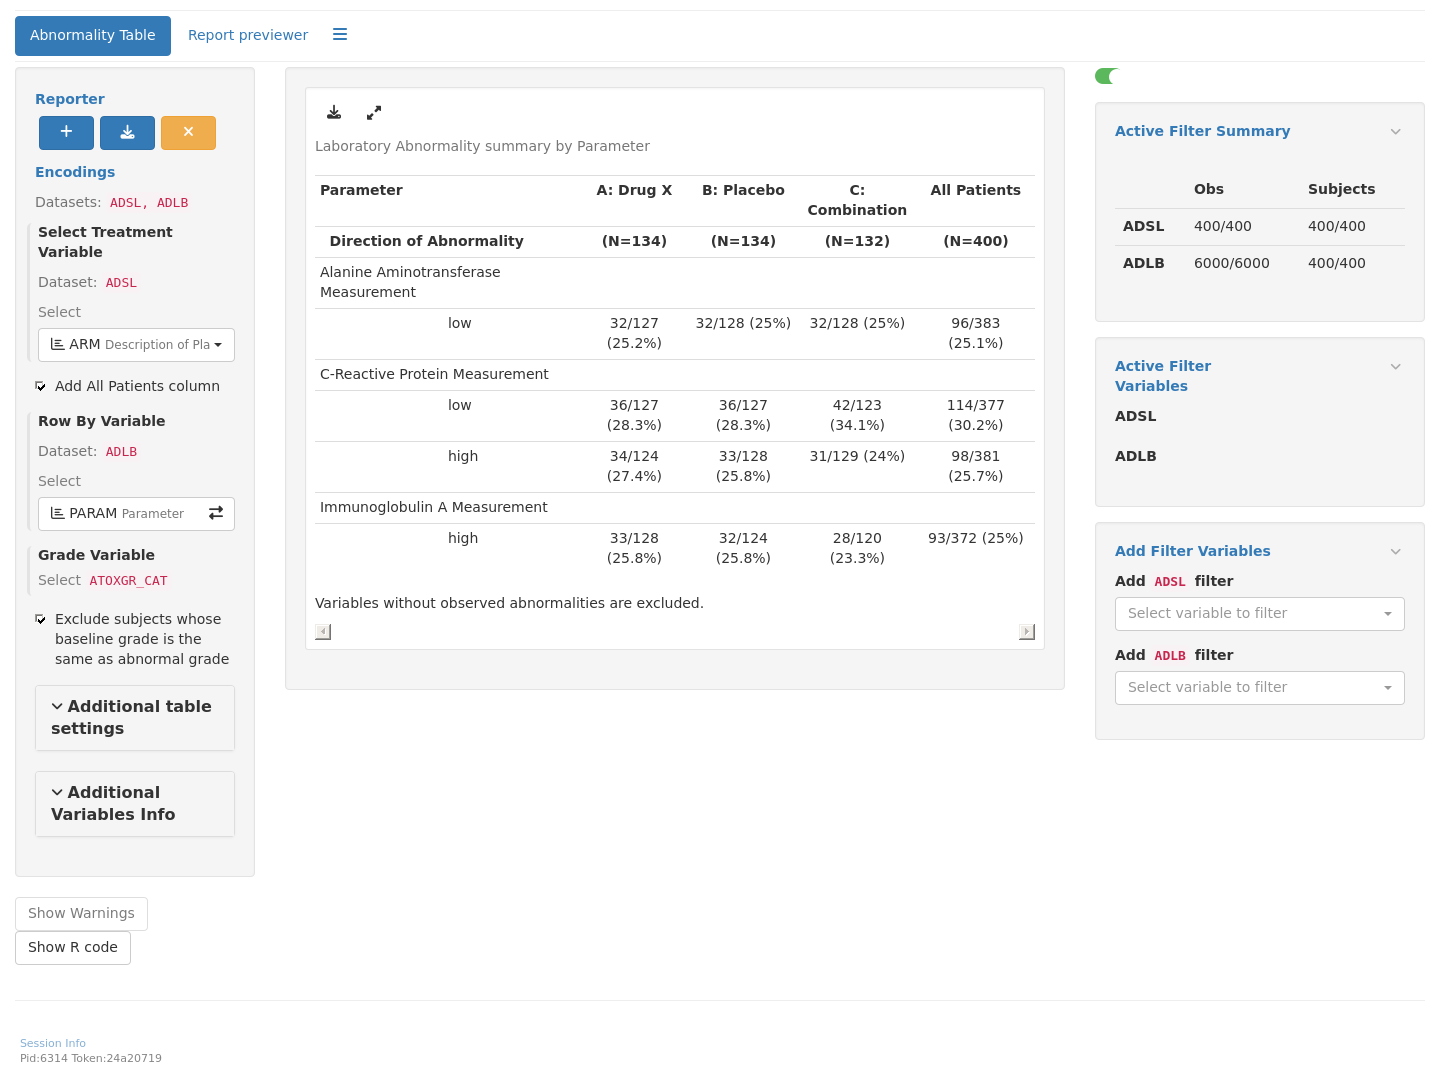 Abnormality Table
Report previewer
Reporter
Encodings
Datasets: ADSL, ADLB
Select Treatment
Variable
Dataset: ADSL
Select
ARM Description of Pla
Add All Patients column
Row By Variable
Dataset: ADLB
Select
PARAM Parameter
Grade Variable
Select ATOXGR_CAT
Exclude subjects whose
baseline grade is the
same as abnormal grade
Additional table
settings
Additional
Variables Info
Show Warnings
Show R code
Laboratory Abnormality summary by Parameter
Parameter A: Drug X B: Placebo C: All Patients
Combination
Direction of Abnormality (N=134) (N=134) (N=132) (N=400)
Alanine Aminotransferase
Measurement
low 32/127 32/128 (25%) 32/128 (25%) 96/383
(25.2%) (25.1%)
C-Reactive Protein Measurement
low 36/127 36/127 42/123 114/377
(28.3%) (28.3%) (34.1%) (30.2%)
high 34/124 33/128 31/129 (24%) 98/381
(27.4%) (25.8%) (25.7%)
Immunoglobulin A Measurement
high 33/128 32/124 28/120 93/372 (25%)
(25.8%) (25.8%) (23.3%)
Variables without observed abnormalities are excluded.
Active Filter Summary
Obs Subjects
ADSL 400/400 400/400
ADLB 6000/6000 400/400
Active Filter
Variables
ADSL
ADLB
Add Filter Variables
Add ADSL filter
Select variable to filter
Add ADLB filter
Select variable to filter
Session Info
Pid:6314 Token:24a20719